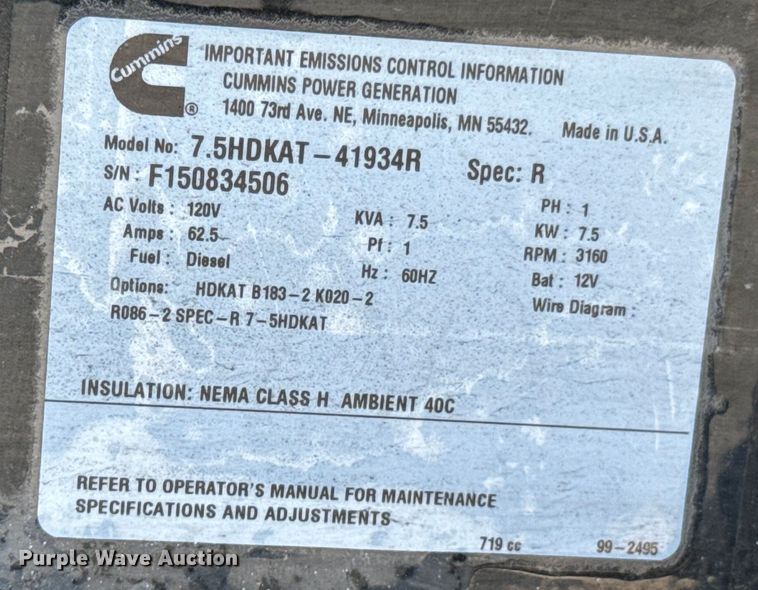 Cummins
®
IMPORTANT EMISSIONS CONTROL INFORMATION
CUMMINS POWER GENERATION
1400 73rd Ave. NE, Minneapolis, MN 55432. Made in U.S.A.
Model No: 7.5HDKAT-41934R Spec: R
S/N: F150834506
AC Volts: 120V KVA: 7.5 PH: 1
Amps: 62.5 Pf: 1 KW: 7.5
Fuel: Diesel Hz: 60HZ RPM: 3160
Bat: 12V
Options: HDKAT B183-2 K020-2 Wire Diagram:
R086-2 SPEC-R 7-5HDKAT
INSULATION: NEMA CLASS H AMBIENT 40C
REFER TO OPERATOR'S MANUAL FOR MAINTENANCE
SPECIFICATIONS AND ADJUSTMENTS
719 cc 99-2495
Purple Wave Auction